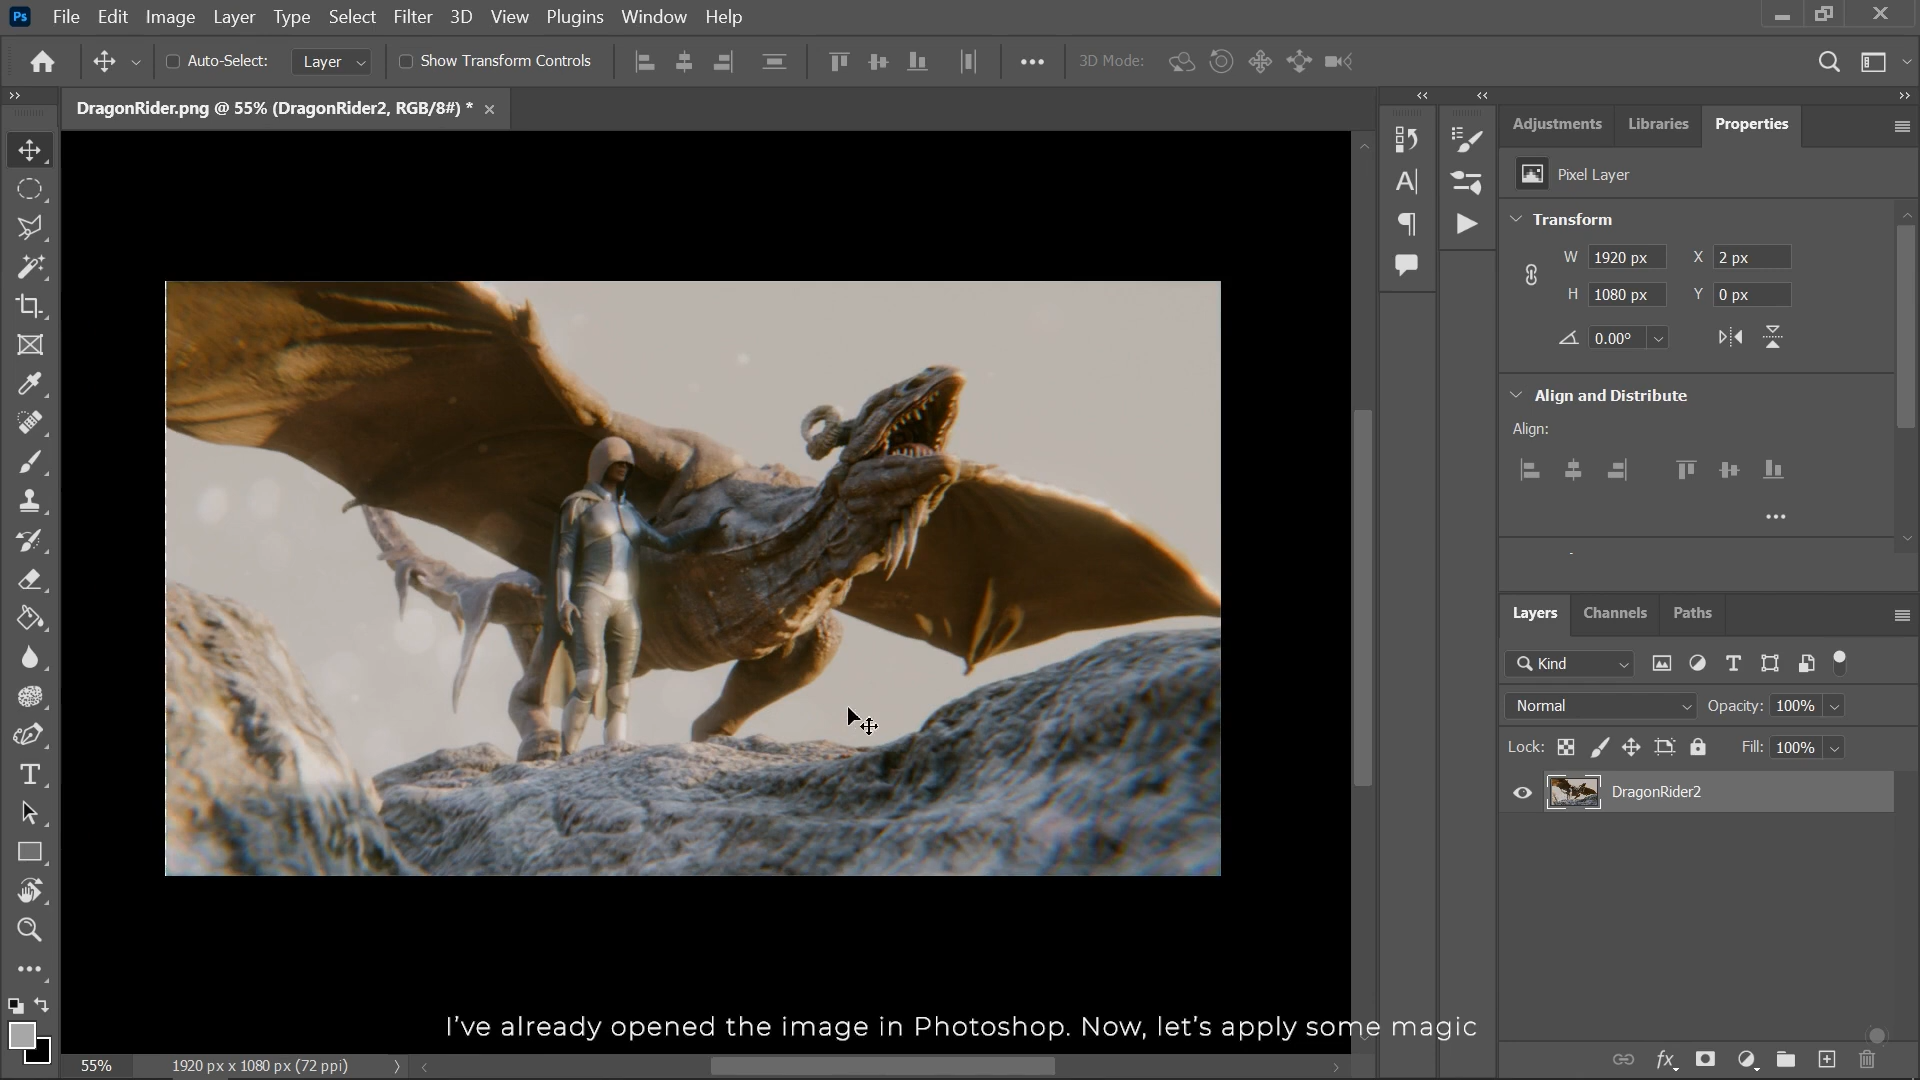 Ps File Edit Image Layer Type Select Filter 3D View Plugins Window Help
Auto-Select: Layer Show Transform Controls 3D Mode:
DragonRider.png @ 55% (DragonRider2, RGB/8#) *
Adjustments Libraries Properties
Pixel Layer
Transform
W 1920 px X 2 px
H 1080 px Y 0 px
0.00°
Align and Distribute
Align:
Layers Channels Paths
Kind
Normal Opacity: 100%
Lock: Fill: 100%
DragonRider2
I’ve already opened the image in Photoshop. Now, let’s apply some magic
55% 1920 px x 1080 px (72 ppi)